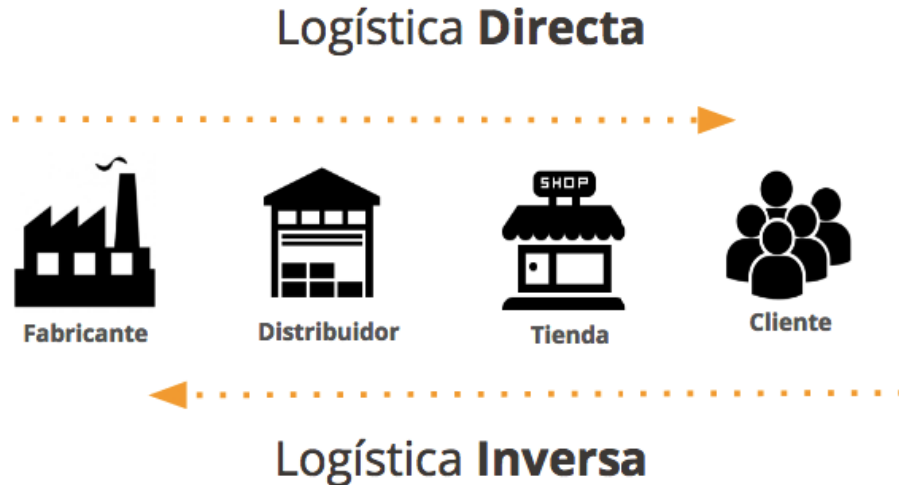 Logística Directa
SHOP
Fabricante
Distribuidor
Tienda
Cliente
Logística Inversa